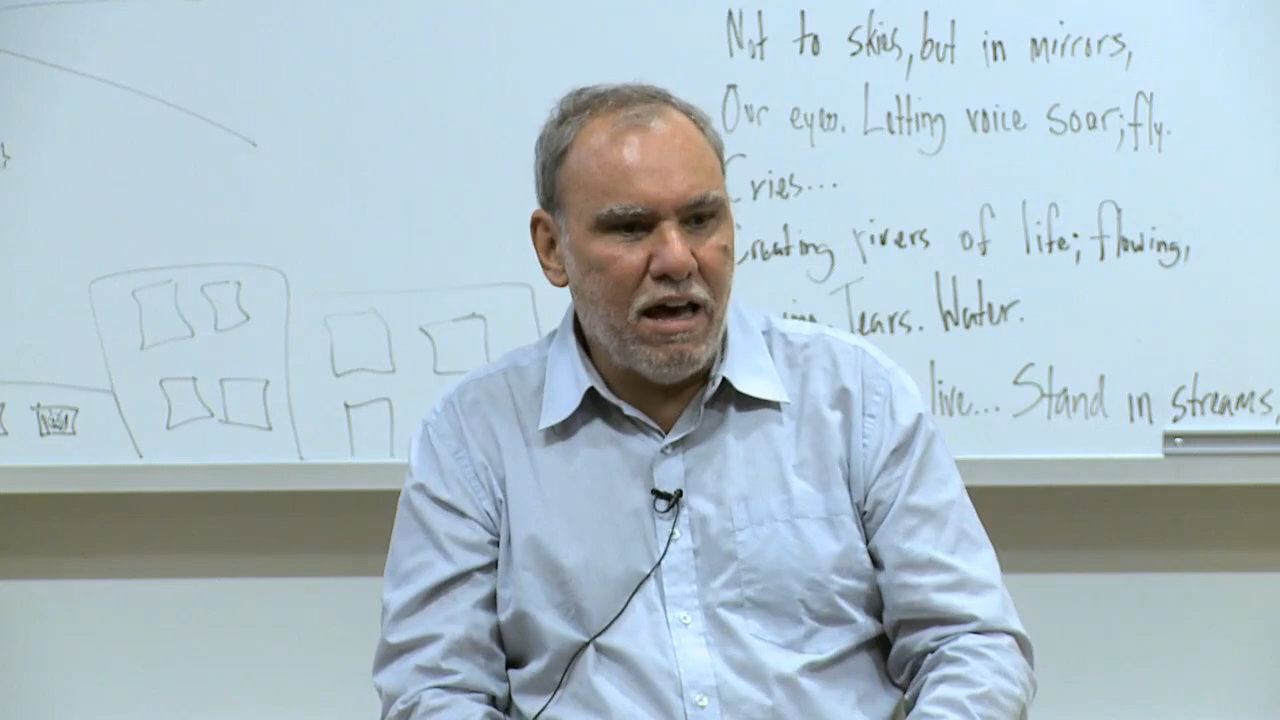 Not to skies, but in mirrors,
Our eyes. Letting voice soar; fly.
Cries...
Creating rivers of life; flowing,
Tears. Water.
live... Stand in streams